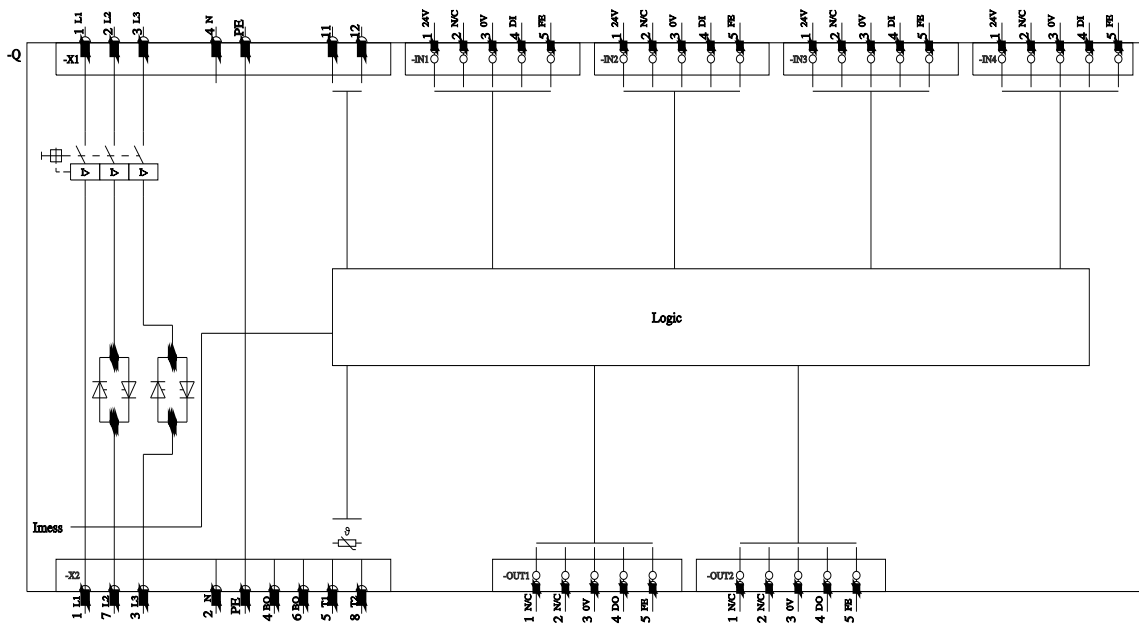 1 L1
2 L2
3 L3
4 N
PE
11
12
1 24V
2 N/C
3 0V
4 DI
5 FE
1 24V
2 N/C
3 0V
4 DI
5 FE
1 24V
2 N/C
3 0V
4 DI
5 FE
1 24V
2 N/C
3 0V
4 DI
5 FE
-Q
-X1
-IN1
-IN2
-IN3
-IN4
Logic
Imess
ϑ
-X2
-OUT1
-OUT2
1 L1
7 L2
3 L3
2 N
PE
4 BO
6 BO
5 T1
8 T2
1 N/C
2 N/C
3 0V
4 DO
5 FE
1 N/C
2 N/C
3 0V
4 DO
5 FE